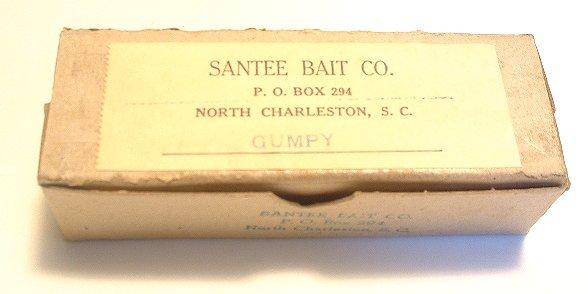 SANTEE BAIT CO.
P. O. BOX 294
NORTH CHARLESTON, S. C.
GUMPY
SANTEE BAIT CO.
P. O. Box 294
North Charleston, S. C.